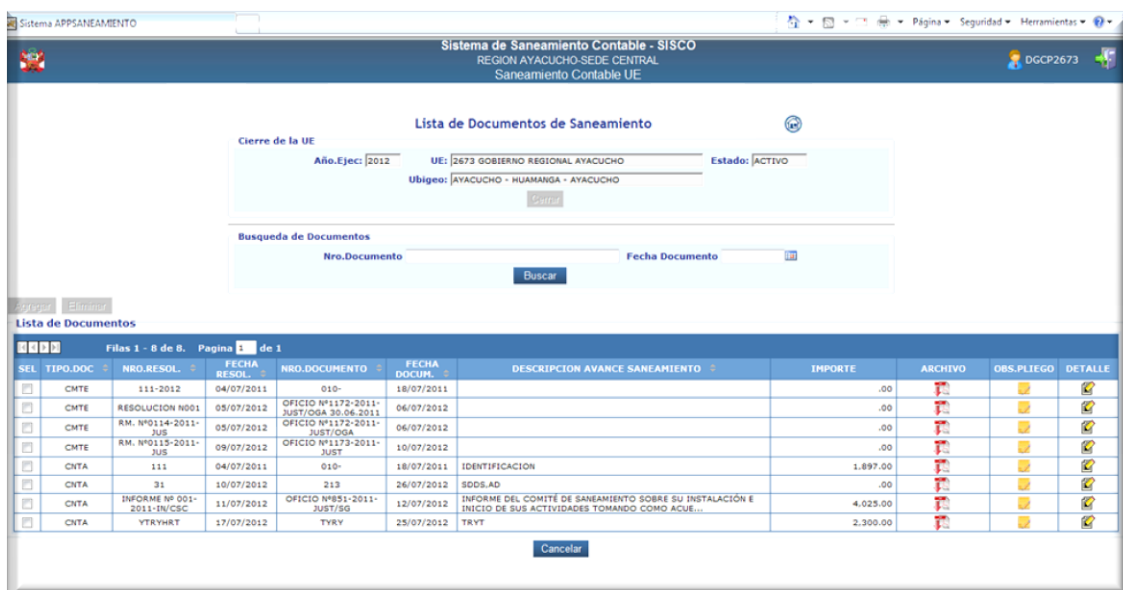 Sistema APPSANEAMIENTO
Página Seguridad Herramientas
Sistema de Saneamiento Contable - SISCO
REGION AYACUCHO-SEDE CENTRAL
Saneamiento Contable UE
DGCP2673
Lista de Documentos de Saneamiento
Cierre de la UE
Año.Ejec: 2012 UE: 2673 GOBIERNO REGIONAL AYACUCHO Estado: ACTIVO
Ubigeo: AYACUCHO - HUAMANGA - AYACUCHO
Cerrar
Busqueda de Documentos
Nro.Documento Fecha Documento
Buscar
Agregar Eliminar
Lista de Documentos
Filas 1 - 8 de 8. Pagina 1 de 1
SEL TIPO.DOC NRO.RESOL. FECHA RESOL. NRO.DOCUMENTO FECHA DOCUM. DESCRIPCION AVANCE SANEAMIENTO IMPORTE ARCHIVO OBS.PLIEGO DETALLE
CMTE 111-2012 04/07/2011 010- 18/07/2011 .00
CMTE RESOLUCION N001 05/07/2012 OFICIO Nº1172-2011-JUST/OGA 30.06.2011 06/07/2012 .00
CMTE RM. Nº0114-2011-JUS 05/07/2012 OFICIO Nº1172-2011-JUST/OGA 06/07/2012 .00
CMTE RM. Nº0115-2011-JUS 09/07/2012 OFICIO Nº1173-2011-JUST 10/07/2012 .00
CNTA 111 04/07/2011 010- 18/07/2011 IDENTIFICACION 1.897.00
CNTA 31 10/07/2012 213 26/07/2012 SDDS.AD .00
CNTA INFORME Nº 001-2011-IN/CSC 11/07/2012 OFICIO Nº851-2011-JUST/SG 12/07/2012 INFORME DEL COMITÉ DE SANEAMIENTO SOBRE SU INSTALACIÓN E INICIO DE SUS ACTIVIDADES TOMANDO COMO ACUE... 4.025.00
CNTA YTRYHRT 17/07/2012 TYRY 25/07/2012 TRYT 2.300.00
Cancelar